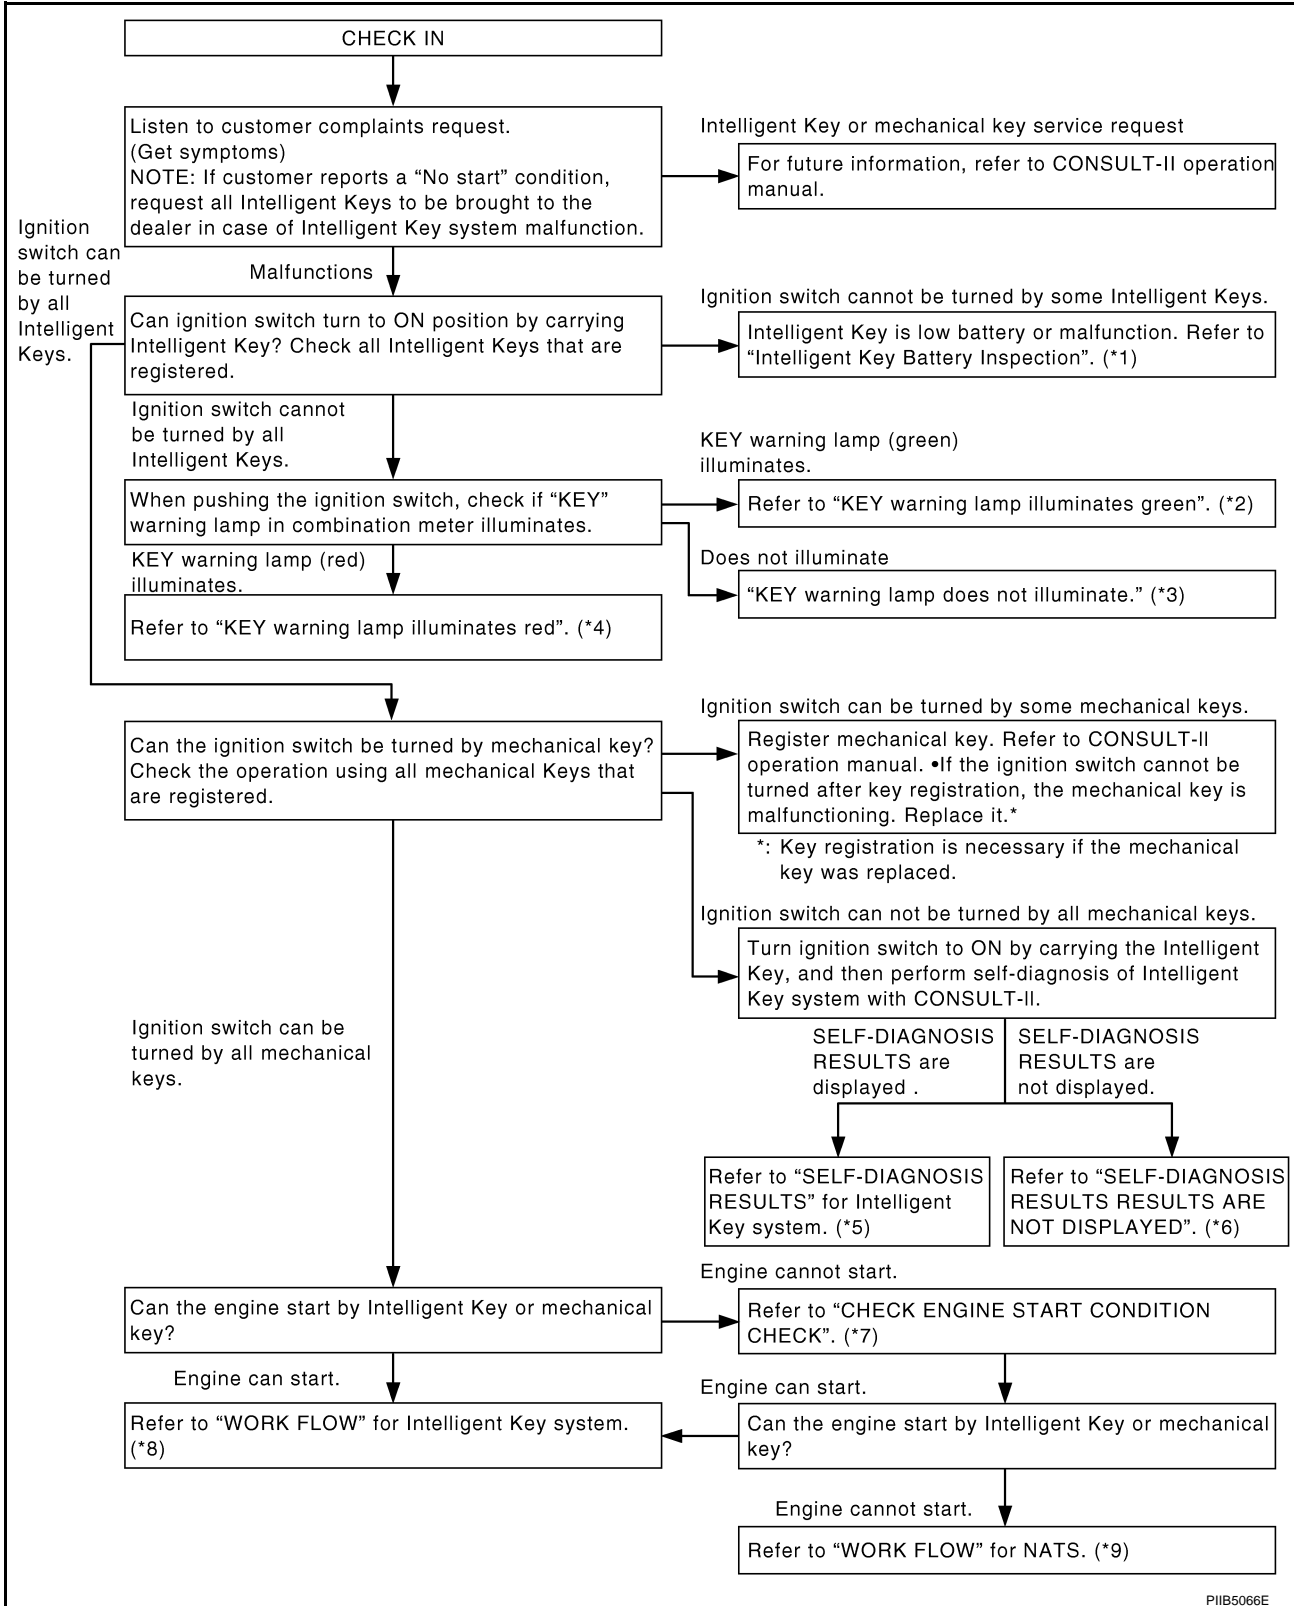 CHECK IN
Listen to customer complaints request.
(Get symptoms)
NOTE: If customer reports a “No start” condition,
request all Intelligent Keys to be brought to the
dealer in case of Intelligent Key system malfunction.
Intelligent Key or mechanical key service request
For future information, refer to CONSULT-II operation
manual.
Ignition
switch can
be turned
by all
Intelligent
Keys.
Malfunctions
Can ignition switch turn to ON position by carrying
Intelligent Key? Check all Intelligent Keys that are
registered.
Ignition switch cannot be turned by some Intelligent Keys.
Intelligent Key is low battery or malfunction. Refer to
“Intelligent Key Battery Inspection”. (*1)
Ignition switch cannot
be turned by all
Intelligent Keys.
When pushing the ignition switch, check if “KEY”
warning lamp in combination meter illuminates.
KEY warning lamp (green)
illuminates.
Refer to “KEY warning lamp illuminates green”. (*2)
Does not illuminate
“KEY warning lamp does not illuminate.” (*3)
KEY warning lamp (red)
illuminates.
Refer to “KEY warning lamp illuminates red”. (*4)
Can the ignition switch be turned by mechanical key?
Check the operation using all mechanical Keys that
are registered.
Ignition switch can be turned by some mechanical keys.
Register mechanical key. Refer to CONSULT-II
operation manual. •If the ignition switch cannot be
turned after key registration, the mechanical key is
malfunctioning. Replace it.*
*: Key registration is necessary if the mechanical
key was replaced.
Ignition switch can not be turned by all mechanical keys.
Turn ignition switch to ON by carrying the Intelligent
Key, and then perform self-diagnosis of Intelligent
Key system with CONSULT-II.
Ignition switch can be
turned by all mechanical
keys.
SELF-DIAGNOSIS
RESULTS are
displayed .
SELF-DIAGNOSIS
RESULTS are
not displayed.
Refer to “SELF-DIAGNOSIS
RESULTS” for Intelligent
Key system. (*5)
Refer to “SELF-DIAGNOSIS
RESULTS RESULTS ARE
NOT DISPLAYED”. (*6)
Can the engine start by Intelligent Key or mechanical
key?
Engine cannot start.
Refer to “CHECK ENGINE START CONDITION
CHECK”. (*7)
Engine can start.
Refer to “WORK FLOW” for Intelligent Key system.
(*8)
Engine can start.
Can the engine start by Intelligent Key or mechanical
key?
Engine cannot start.
Refer to “WORK FLOW” for NATS. (*9)
PIIB5066E